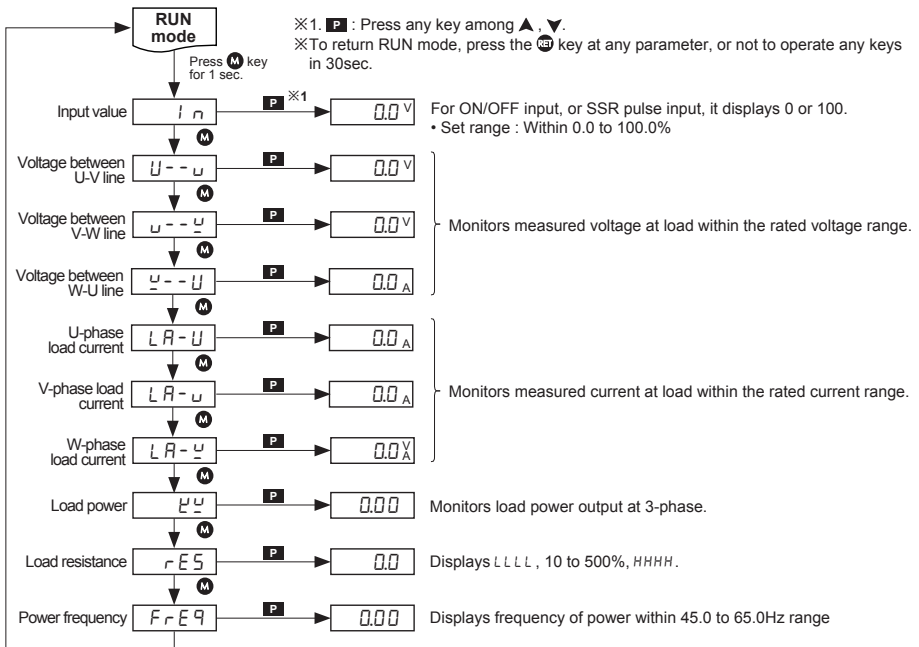 RUN
mode
※1. P : Press any key among ▲ , ▼.
※To return RUN mode, press the RET key at any parameter, or not to operate any keys
in 30sec.
Press M key
for 1 sec.
Input value
In
P ※1
0.0 V
For ON/OFF input, or SSR pulse input, it displays 0 or 100.
• Set range : Within 0.0 to 100.0%
M
Voltage between
U-V line
U--v
P
0.0 V
M
Voltage between
V-W line
v--W
P
0.0 V
Monitors measured voltage at load within the rated voltage range.
M
Voltage between
W-U line
W--U
P
0.0 A
M
U-phase
load current
LA-U
P
0.0 A
M
V-phase load
current
LA-v
P
0.0 A
Monitors measured current at load within the rated current range.
M
W-phase
load current
LA-W
P
0.0 V A
M
Load power
KW
P
0.00
Monitors load power output at 3-phase.
M
Load resistance
rES
P
0.0
Displays LLLL , 10 to 500%, HHHH .
M
Power frequency
FrEq
P
0.00
Displays frequency of power within 45.0 to 65.0Hz range